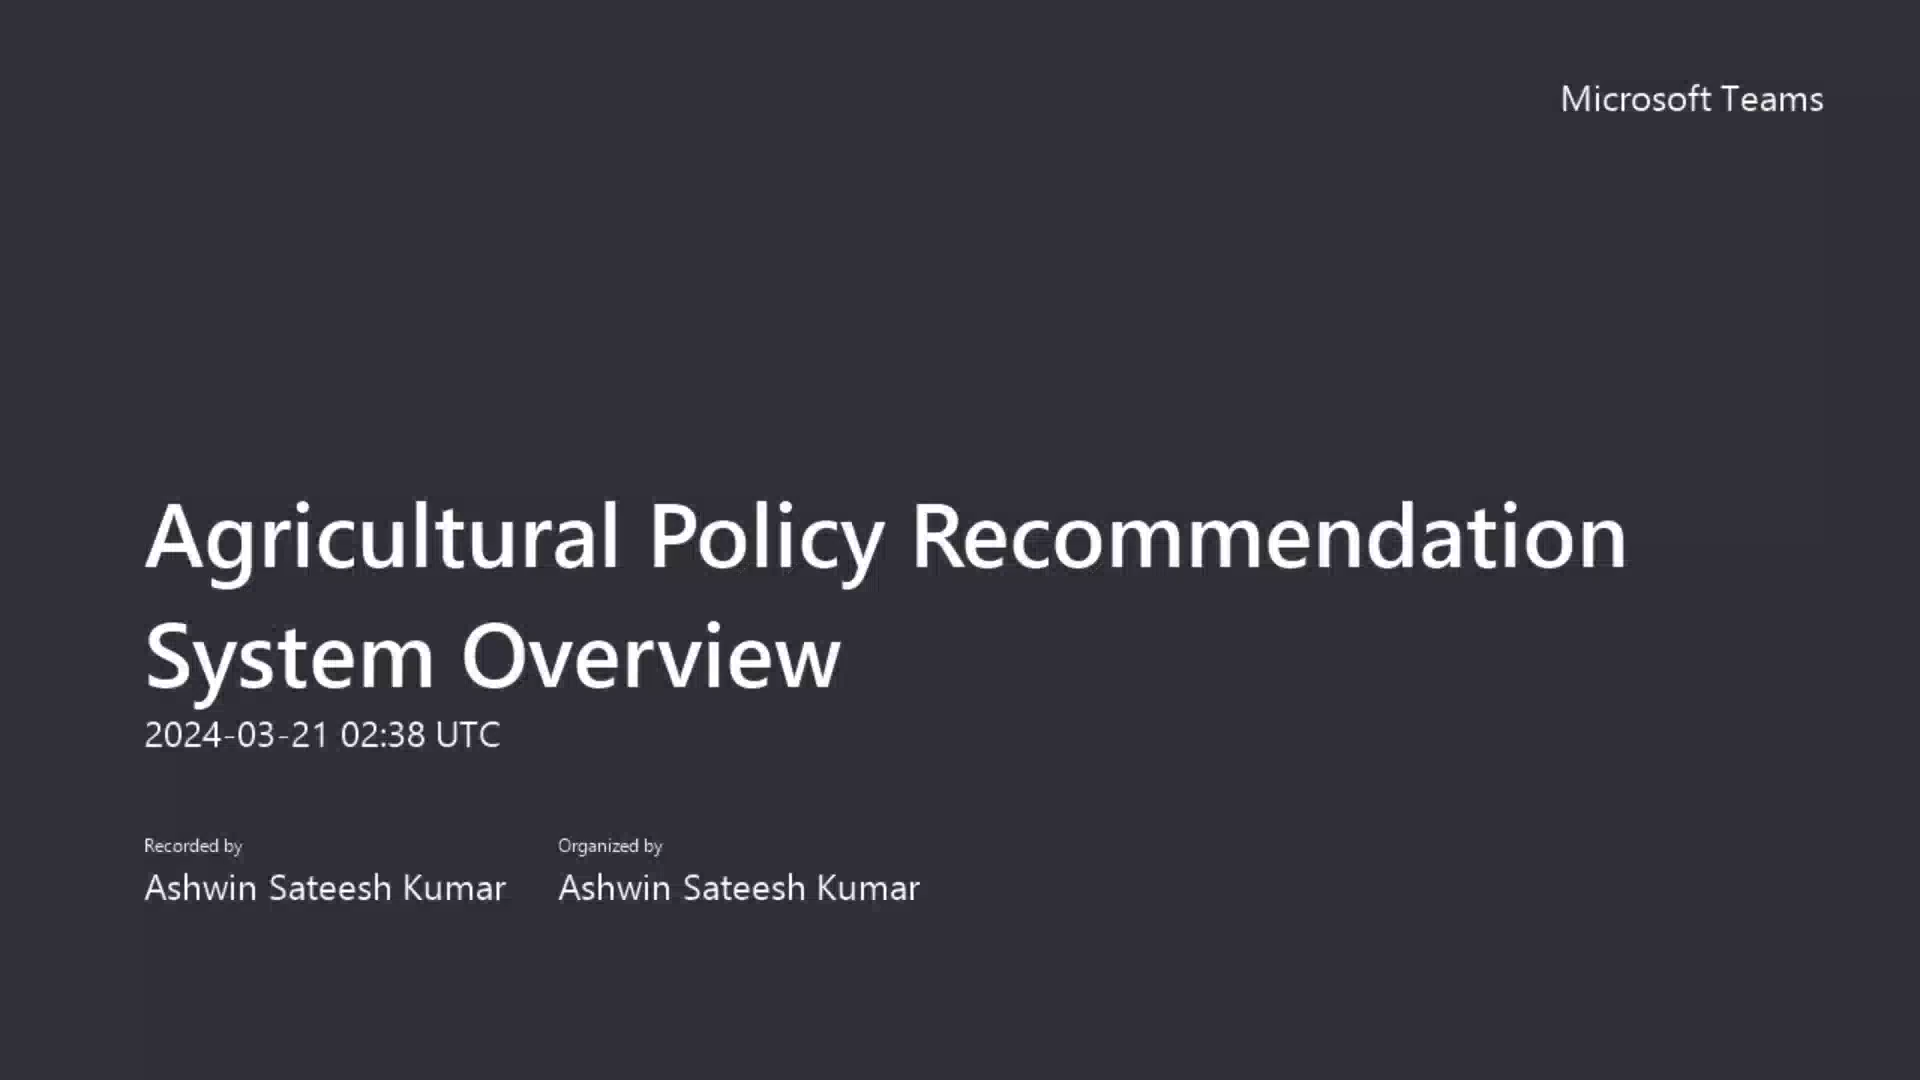 Microsoft Teams
Agricultural Policy Recommendation
System Overview
2024-03-21 02:38 UTC
Recorded by
Organized by
Ashwin Sateesh Kumar
Ashwin Sateesh Kumar